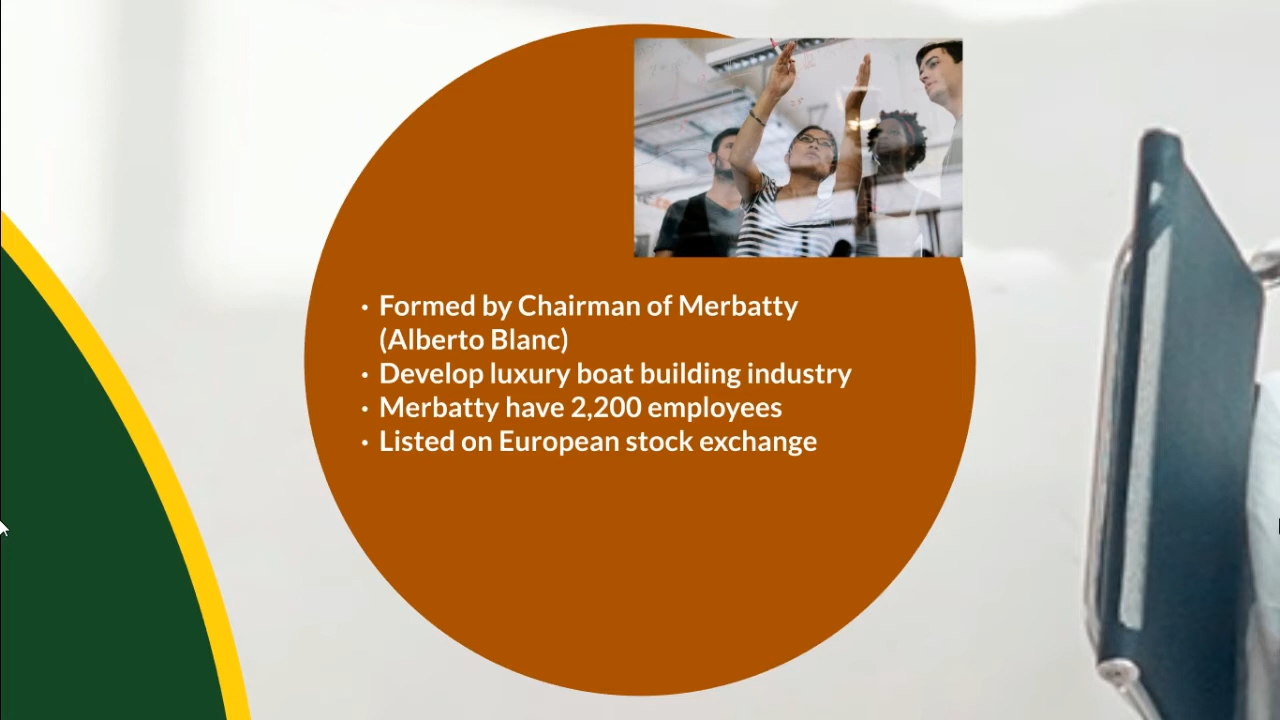 • Formed by Chairman of Merbatty
(Alberto Blanc)
• Develop luxury boat building industry
• Merbatty have 2,200 employees
• Listed on European stock exchange